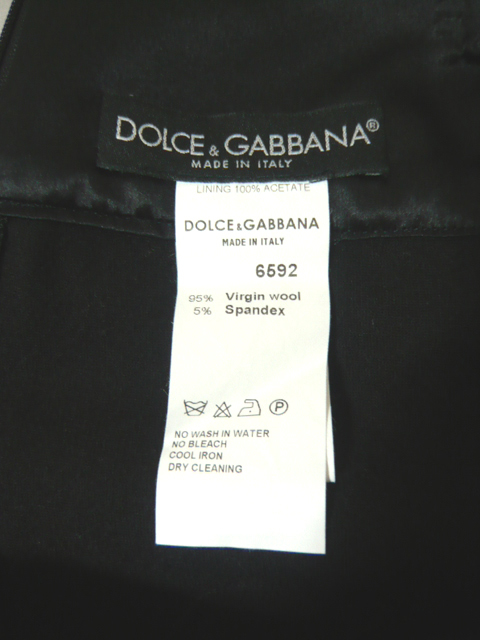 DOLCE & GABBANA®
MADE IN ITALY
LINING 100% ACETATE
DOLCE & GABBANA
MADE IN ITALY
6592
95% Virgin wool
5% Spandex
P
NO WASH IN WATER
NO BLEACH
COOL IRON
DRY CLEANING